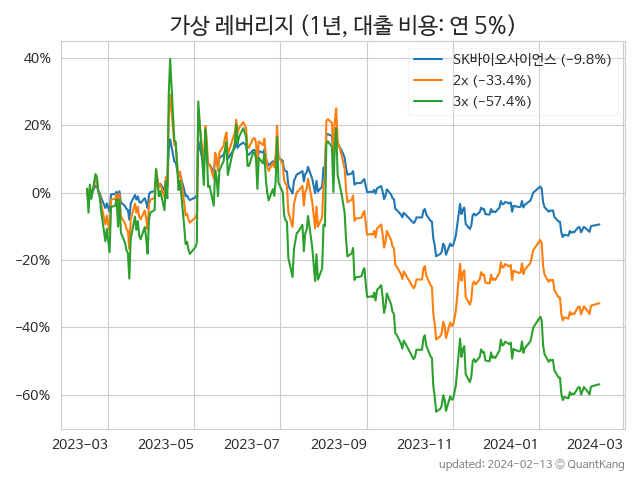 가상 레버리지 (1년, 대출 비용: 연 5%)
SK바이오사이언스 (−9.8%)
2x (−33.4%)
3x (−57.4%)
40%
20%
0%
−20%
−40%
−60%
2023-03 2023-05 2023-07 2023-09 2023-11 2024-01 2024-03
updated: 2024-02-13 © QuantKang